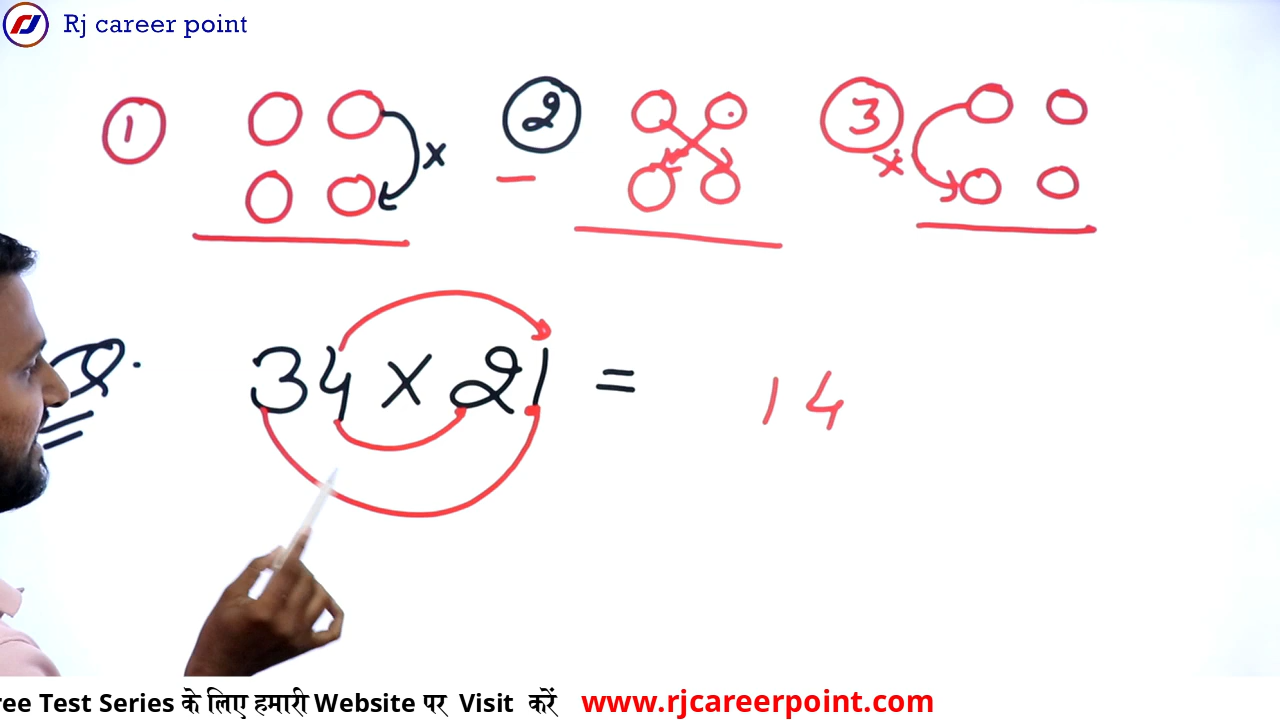 Rj career point
1 x 2 3 x
34 x 21 = 14
ree Test Series के लिए हमारी Website पर Visit करें www.rjcareerpoint.com